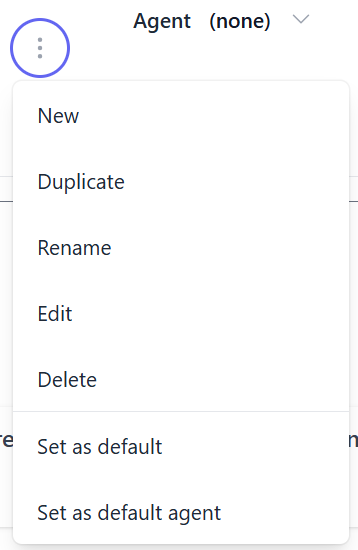 Agent (none)
New
Duplicate
Rename
Edit
Delete
Set as default
Set as default agent